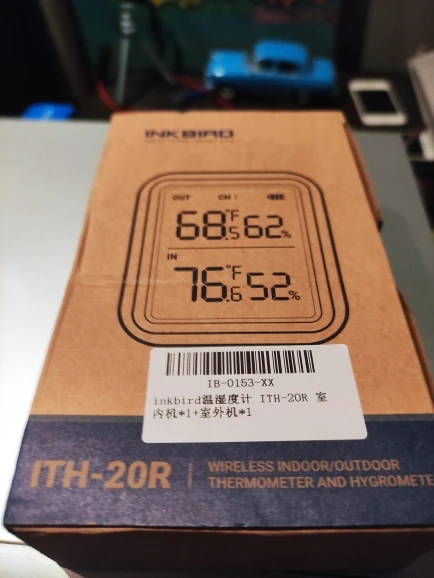 INKBIRD
OUT CH 1
68.5°F 62%
IN
76.6°F 52%
IB-0153-XX
inkbird温湿度计 ITH-20R 室
内机*1+室外机*1
ITH-20R
WIRELESS INDOOR/OUTDOOR
THERMOMETER AND HYGROMETE